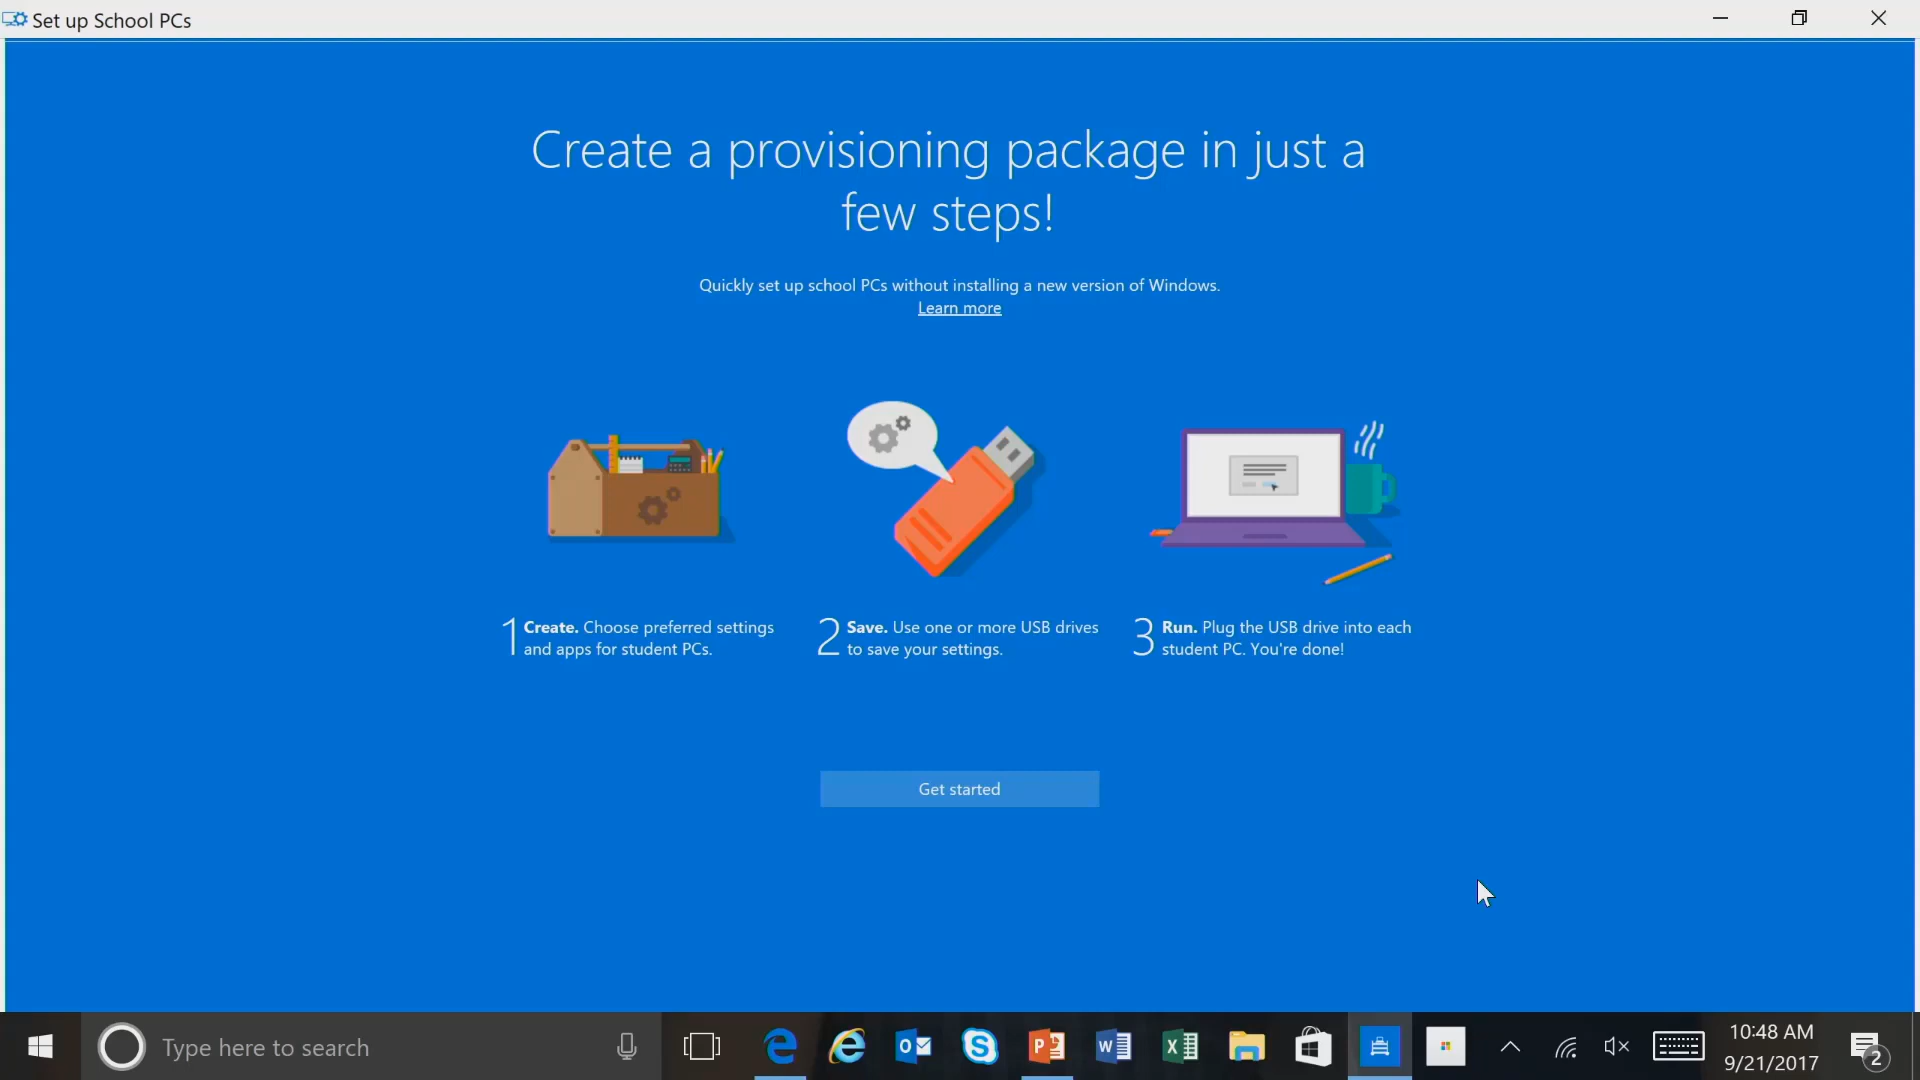 Set up School PCs
Create a provisioning package in just a
few steps!
Quickly set up school PCs without installing a new version of Windows.
Learn more
1 Create. Choose preferred settings
and apps for student PCs.
2 Save. Use one or more USB drives
to save your settings.
3 Run. Plug the USB drive into each
student PC. You're done!
Get started
Type here to search
10:48 AM
9/21/2017
2